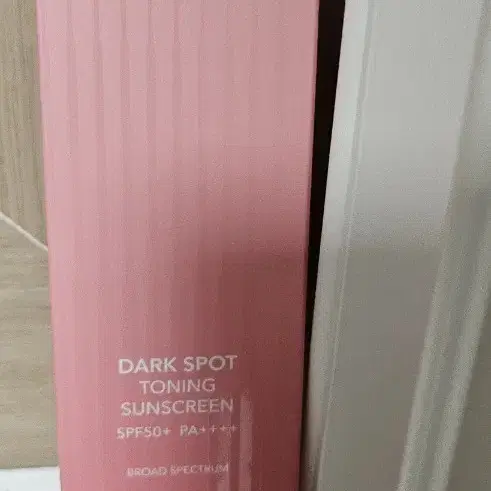 DARK SPOT
TONING
SUNSCREEN
SPF50+ PA++++
BROAD SPECTRUM